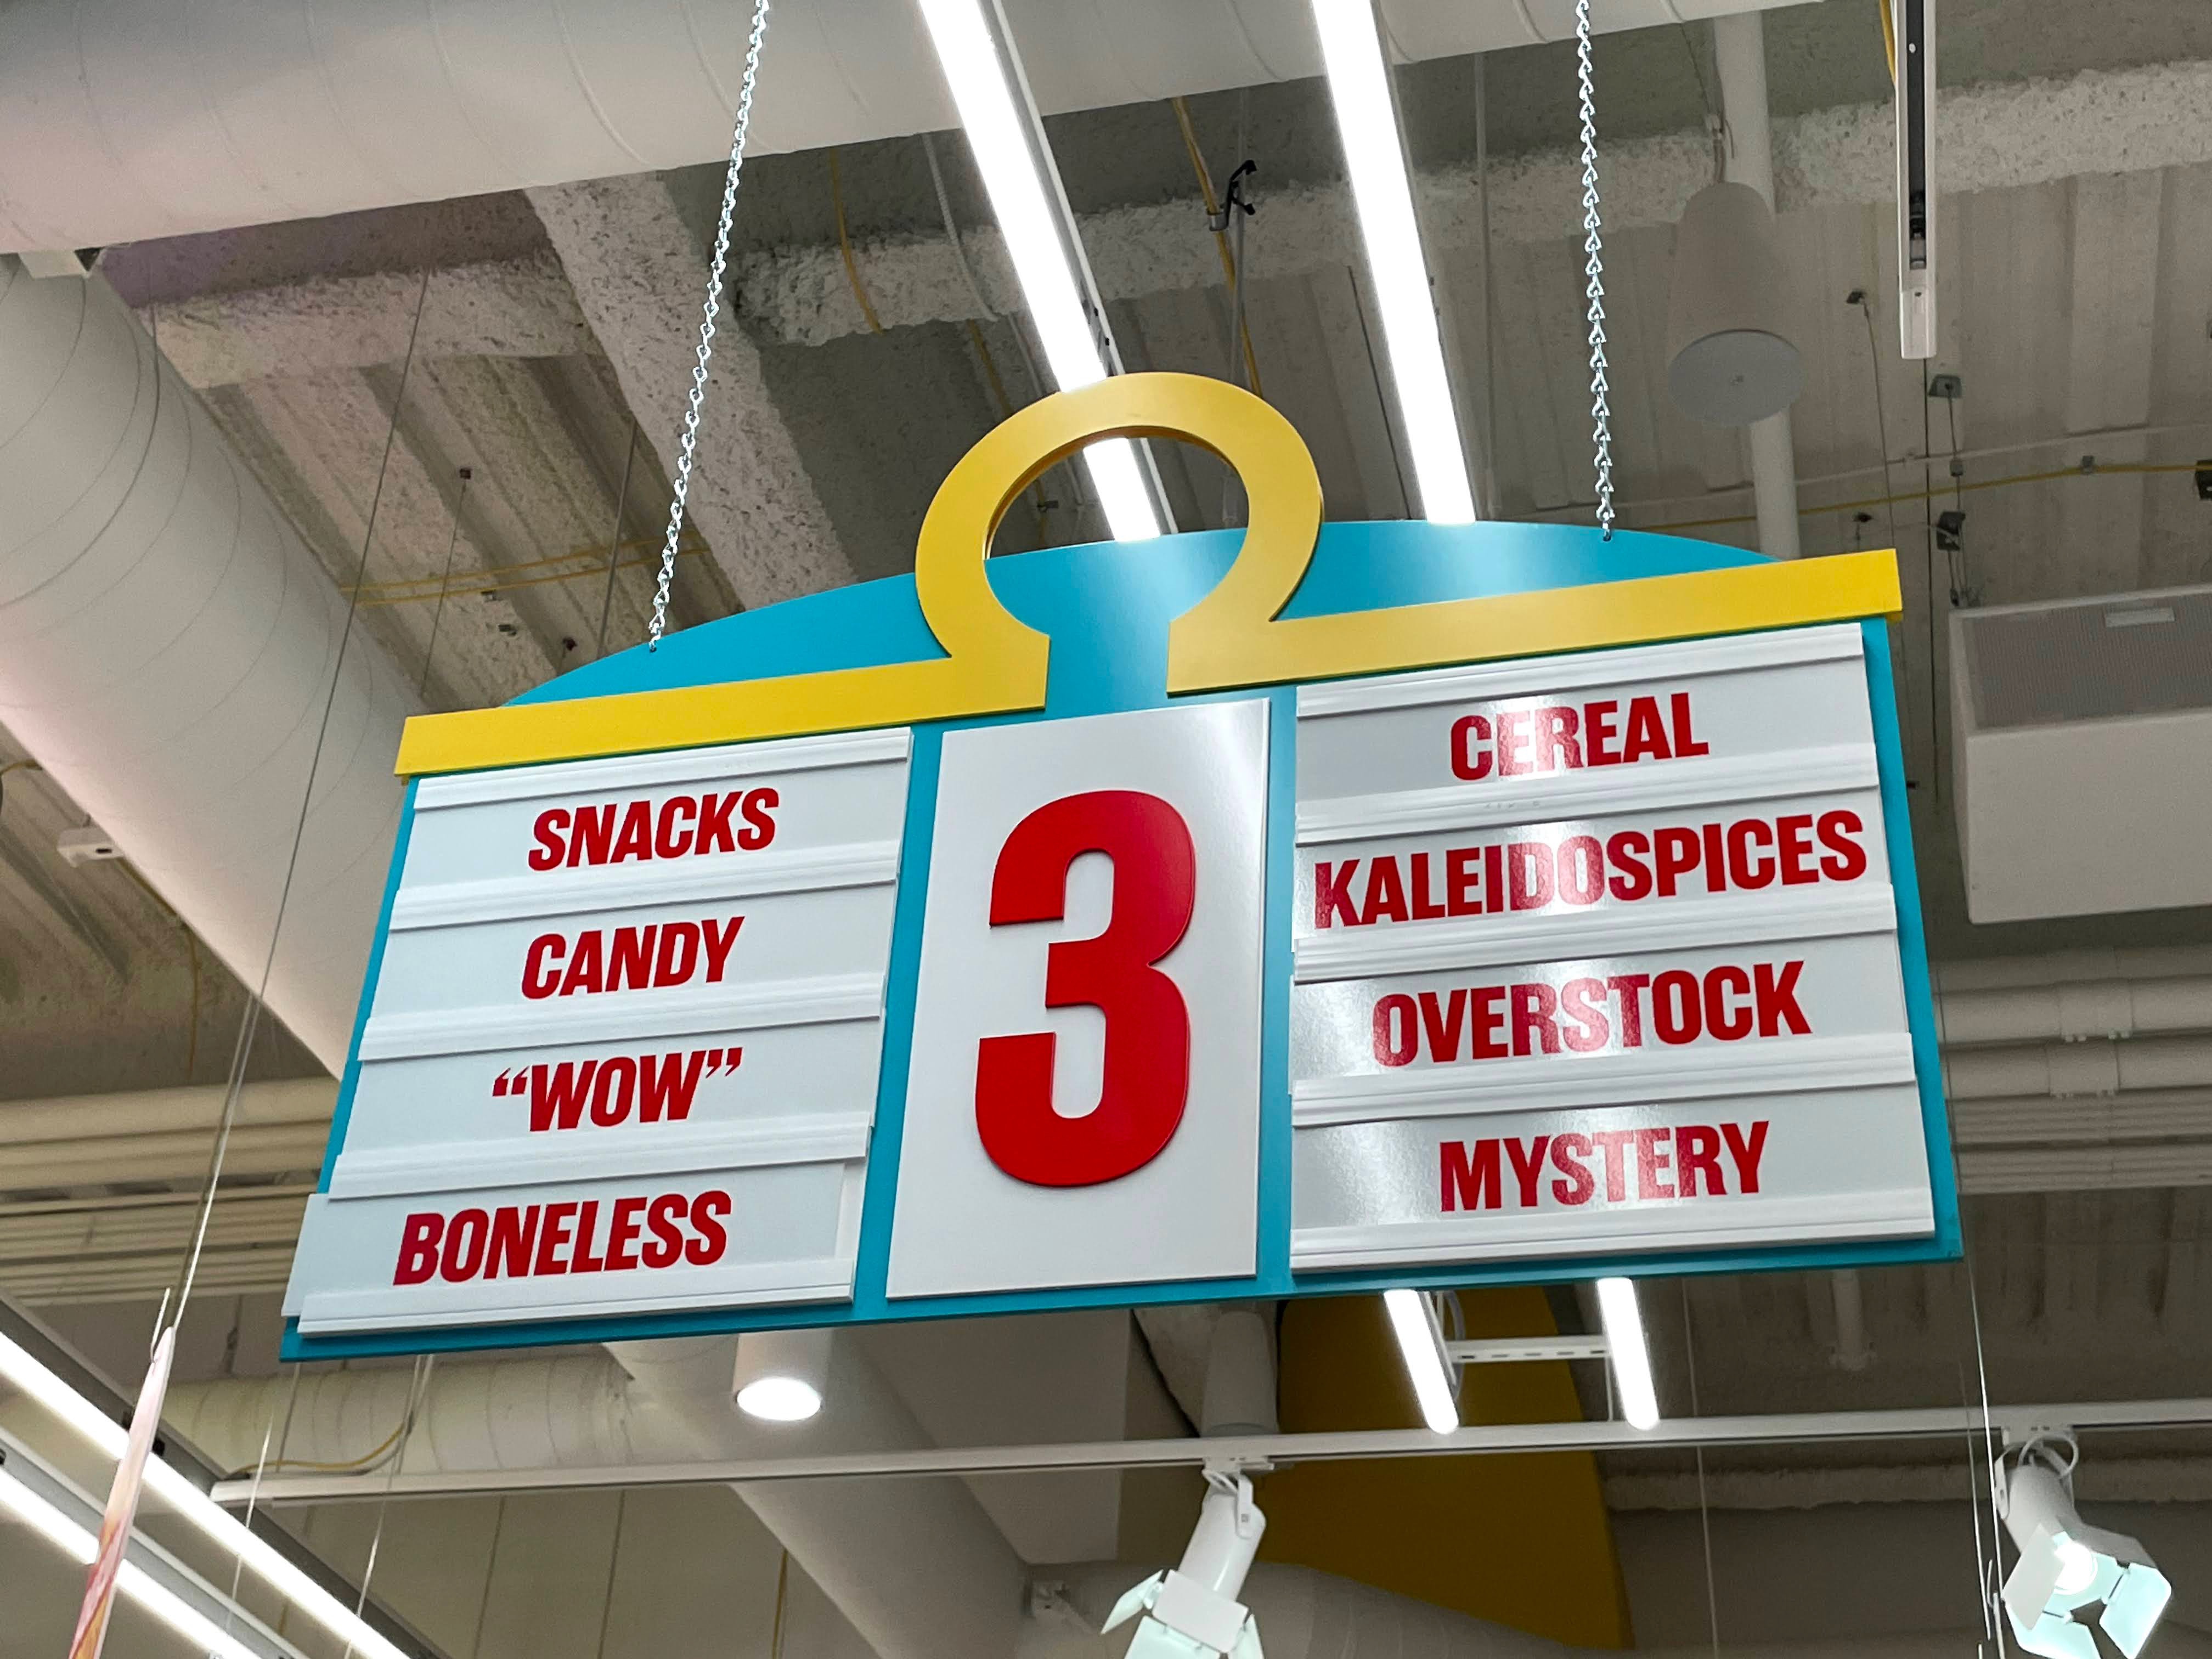 SNACKS
CANDY
“WOW”
BONELESS
3
CEREAL
KALEIDOSPICES
OVERSTOCK
MYSTERY